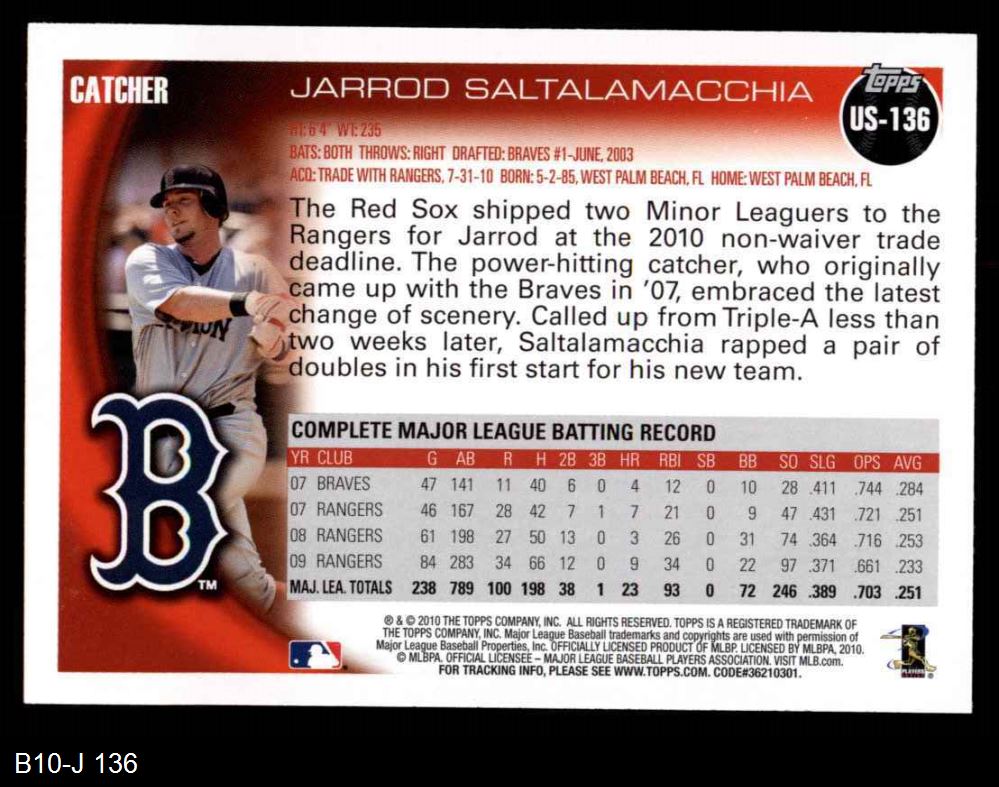 CATCHER
JARROD SALTALAMACCHIA
Topps
US-136
HT: 6'4" WT: 235
BATS: BOTH THROWS: RIGHT DRAFTED: BRAVES #1-JUNE, 2003
ACQ: TRADE WITH RANGERS, 7-31-10 BORN: 5-2-85, WEST PALM BEACH, FL HOME: WEST PALM BEACH, FL
The Red Sox shipped two Minor Leaguers to the
Rangers for Jarrod at the 2010 non-waiver trade
deadline. The power-hitting catcher, who originally
came up with the Braves in '07, embraced the latest
change of scenery. Called up from Triple-A less than
two weeks later, Saltalamacchia rapped a pair of
doubles in his first start for his new team.
B TM
COMPLETE MAJOR LEAGUE BATTING RECORD
YR CLUB G AB R H 2B 3B HR RBI SB BB SO SLG OPS AVG
07 BRAVES 47 141 11 40 6 0 4 12 0 10 28 .411 .744 .284
07 RANGERS 46 167 28 42 7 1 7 21 0 9 47 .431 .721 .251
08 RANGERS 61 198 27 50 13 0 3 26 0 31 74 .364 .716 .253
09 RANGERS 84 283 34 66 12 0 9 34 0 22 97 .371 .661 .233
MAJ. LEA. TOTALS 238 789 100 198 38 1 23 93 0 72 246 .389 .703 .251
® & © 2010 THE TOPPS COMPANY, INC. ALL RIGHTS RESERVED. TOPPS IS A REGISTERED TRADEMARK OF
THE TOPPS COMPANY, INC. Major League Baseball trademarks and copyrights are used with permission of
Major League Baseball Properties, Inc. OFFICIALLY LICENSED PRODUCT OF MLBP. LICENSED BY MLBPA, 2010.
© MLBPA. OFFICIAL LICENSEE – MAJOR LEAGUE BASEBALL PLAYERS ASSOCIATION. VISIT MLB.com.
FOR TRACKING INFO, PLEASE SEE WWW.TOPPS.COM. CODE#36210301.
PLAYERS
B10-J 136